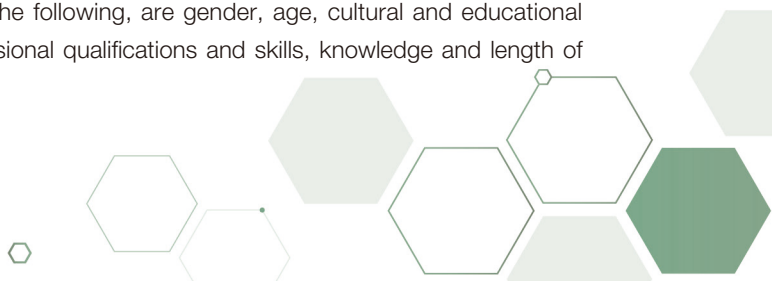 he following, are gender, age, cultural and educational
sional qualifications and skills, knowledge and length of